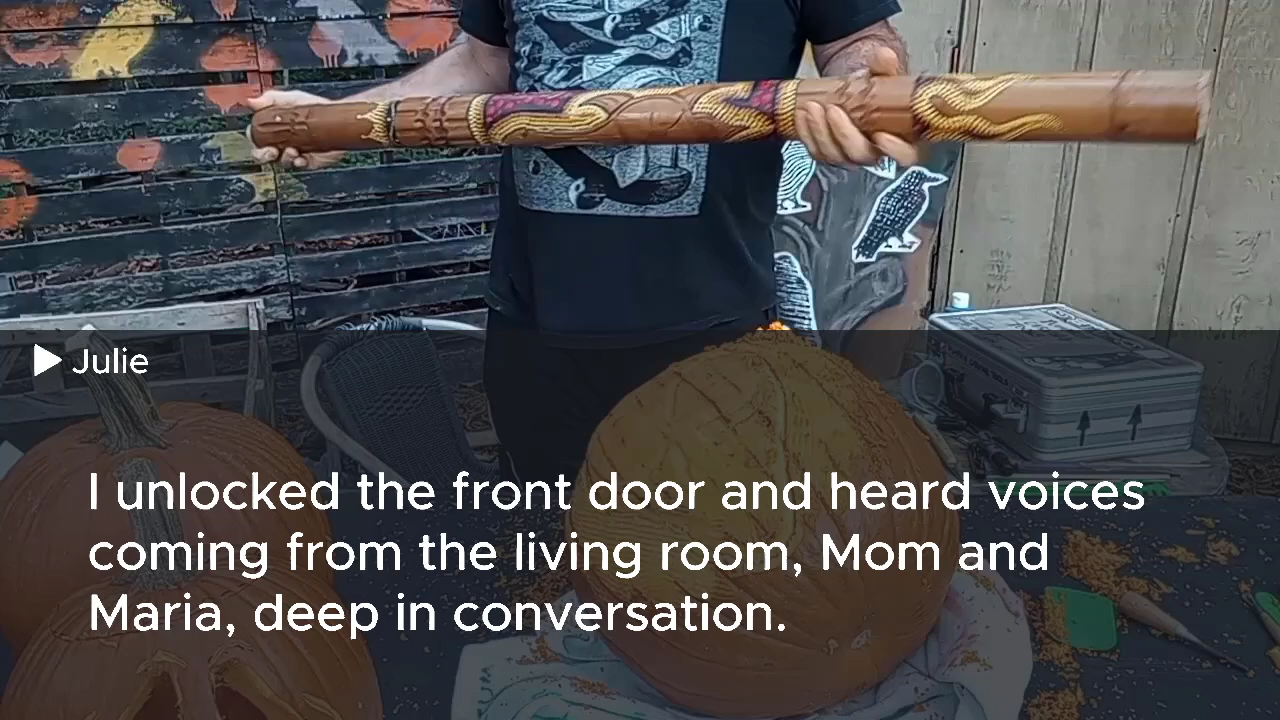 Julie
I unlocked the front door and heard voices
coming from the living room, Mom and
Maria, deep in conversation.